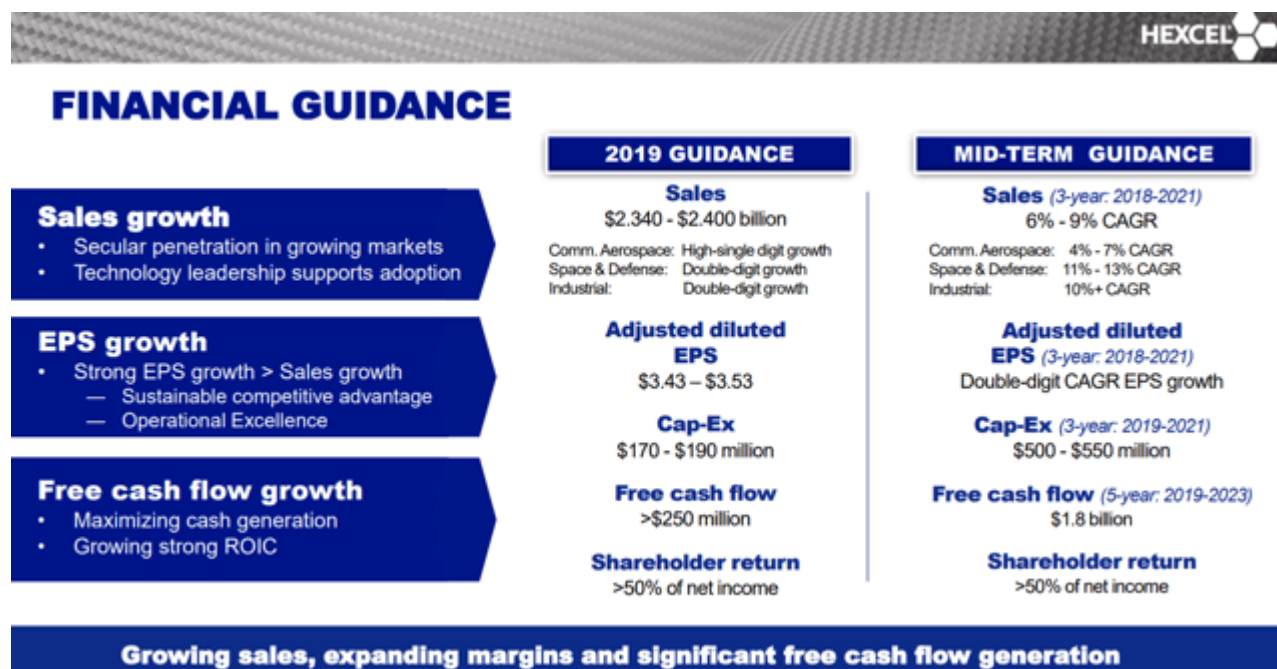 HEXCEL
FINANCIAL GUIDANCE
Sales growth
• Secular penetration in growing markets
• Technology leadership supports adoption
EPS growth
• Strong EPS growth > Sales growth
— Sustainable competitive advantage
— Operational Excellence
Free cash flow growth
• Maximizing cash generation
• Growing strong ROIC
2019 GUIDANCE
Sales
$2.340 - $2.400 billion
Comm. Aerospace: High-single digit growth
Space & Defense: Double-digit growth
Industrial: Double-digit growth
Adjusted diluted
EPS
$3.43 – $3.53
Cap-Ex
$170 - $190 million
Free cash flow
>$250 million
Shareholder return
>50% of net income
MID-TERM GUIDANCE
Sales (3-year: 2018-2021)
6% - 9% CAGR
Comm. Aerospace: 4% - 7% CAGR
Space & Defense: 11% - 13% CAGR
Industrial: 10%+ CAGR
Adjusted diluted
EPS (3-year: 2018-2021)
Double-digit CAGR EPS growth
Cap-Ex (3-year: 2019-2021)
$500 - $550 million
Free cash flow (5-year: 2019-2023)
$1.8 billion
Shareholder return
>50% of net income
Growing sales, expanding margins and significant free cash flow generation